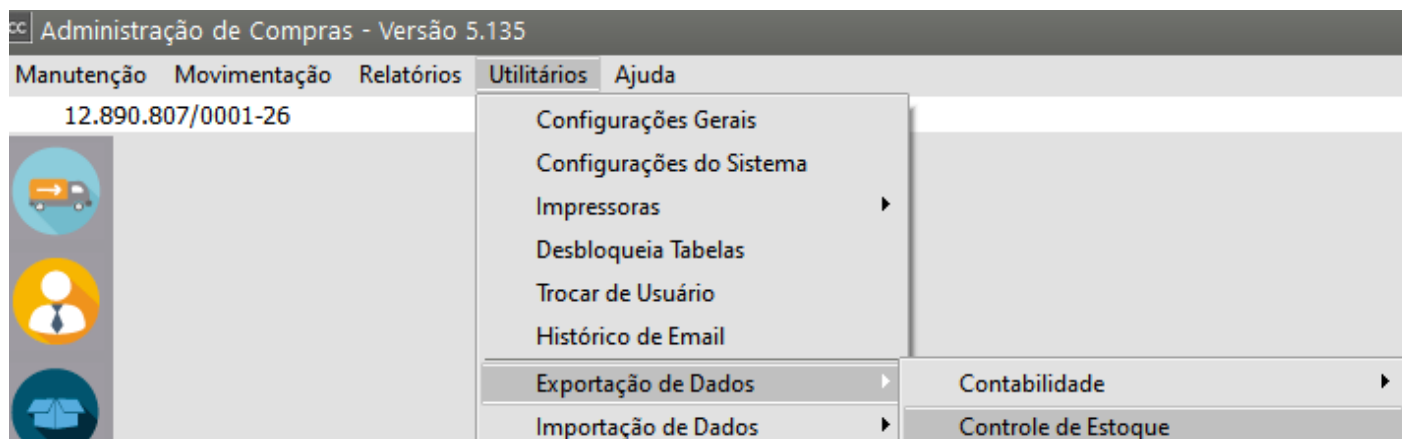 cc Administração de Compras - Versão 5.135
Manutenção Movimentação Relatórios Utilitários Ajuda
12.890.807/0001-26
Configurações Gerais
Configurações do Sistema
Impressoras
Desbloqueia Tabelas
Trocar de Usuário
Histórico de Email
Exportação de Dados
Importação de Dados
Contabilidade
Controle de Estoque